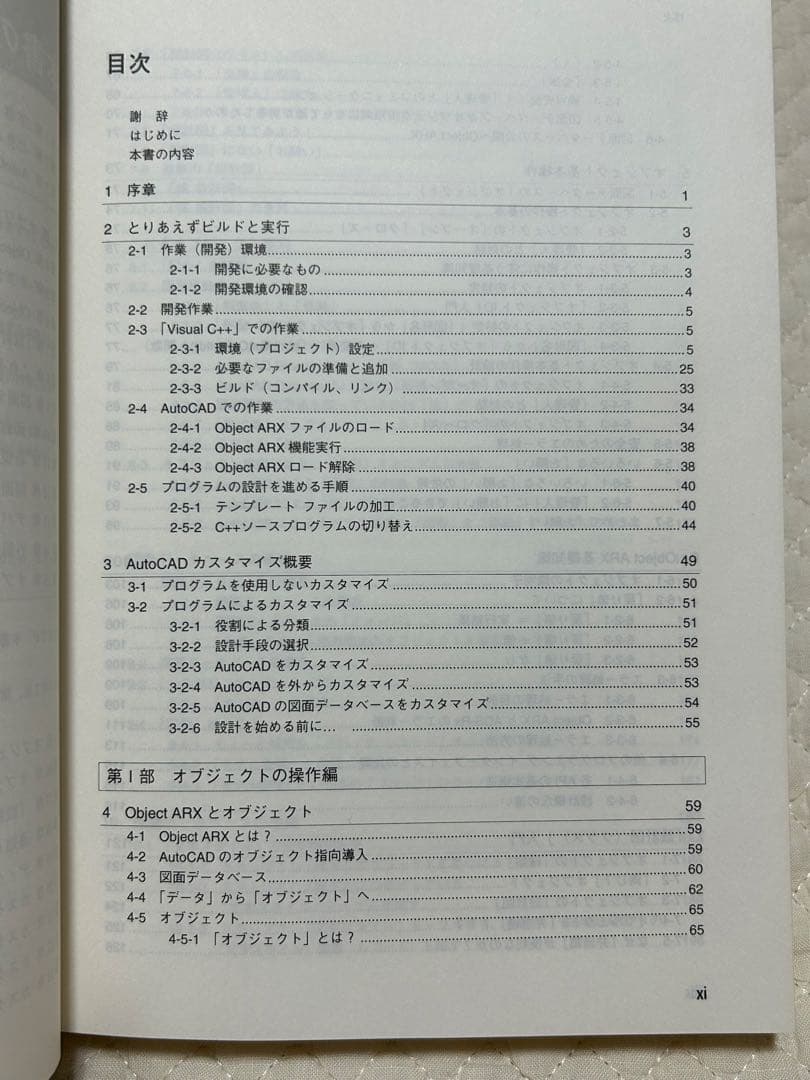 目次
謝　辞
はじめに
本書の内容
1　序章 1
2　とりあえずビルドと実行 3
2-1　作業（開発）環境 3
2-1-1　開発に必要なもの 3
2-1-2　開発環境の確認 4
2-2　開発作業 5
2-3　「Visual C++」での作業 5
2-3-1　環境（プロジェクト）設定 5
2-3-2　必要なファイルの準備と追加 25
2-3-3　ビルド（コンパイル、リンク） 33
2-4　AutoCAD での作業 34
2-4-1　Object ARX ファイルのロード 34
2-4-2　Object ARX 機能実行 38
2-4-3　Object ARX ロード解除 38
2-5　プログラムの設計を進める手順 40
2-5-1　テンプレート ファイルの加工 40
2-5-2　C++ソースプログラムの切り替え 44
3　AutoCAD カスタマイズ概要 49
3-1　プログラムを使用しないカスタマイズ 50
3-2　プログラムによるカスタマイズ 51
3-2-1　役割による分類 51
3-2-2　設計手段の選択 52
3-2-3　AutoCAD をカスタマイズ 53
3-2-4　AutoCAD を外からカスタマイズ 53
3-2-5　AutoCAD の図面データベースをカスタマイズ 54
3-2-6　設計を始める前に… 55
第 I 部　オブジェクトの操作編
4　Object ARX とオブジェクト 59
4-1　Object ARX とは？ 59
4-2　AutoCAD のオブジェクト指向導入 59
4-3　図面データベース 60
4-4　「データ」から「オブジェクト」へ 62
4-5　オブジェクト 65
4-5-1　「オブジェクト」とは？ 65
xi